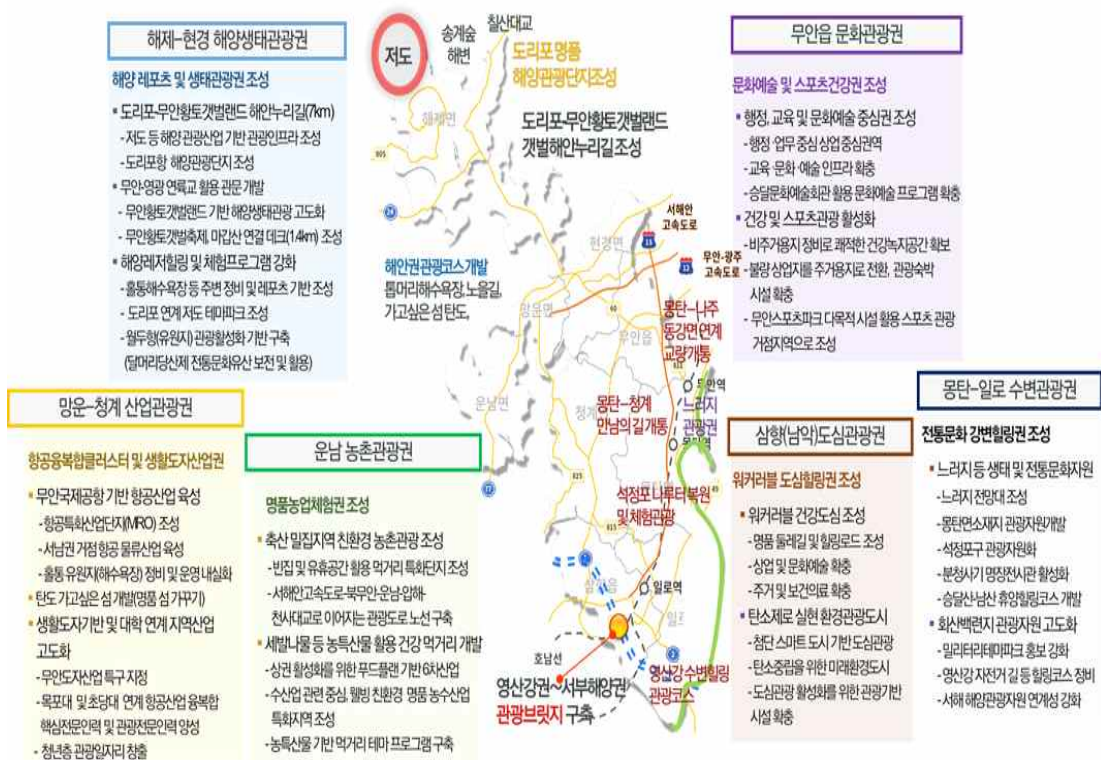 해제-현경 해양생태관광권
해양 레포츠 및 생태관광권 조성
▪ 도리포-무안황토갯벌랜드 해안누리길(7km)
- 저도 등 해양 관광산업 기반 관광인프라 조성
- 도리포항 해양관광단지 조성
▪ 무안·영광 연륙교 활용 관문 개발
- 무안황토갯벌랜드 기반 해양생태관광 고도화
- 무안황토갯벌축제, 마갑산 연결 데크(1.4km) 조성
▪ 해양레저힐링 및 체험프로그램 강화
- 홀통해수욕장 등 주변 정비 및 레포츠 기반 조성
- 도리포 연계 저도 테마파크 조성
- 월두항(유원지) 관광활성화 기반 구축
(달머리당산제 전통문화유산 보전 및 활용)
저도
송계숲
해변
칠산대교
도리포 명품
해양관광단지조성
도리포-무안황토갯벌랜드
갯벌해안누리길 조성
해제면
805
24
서해안
고속도로
15
현경면
무안-광주
고속도로
12
해안권 관광코스 개발
톱머리해수욕장, 노을길,
가고싶은 섬 탄도,
망운면
60
몽탄-나주
동강면 연계
교량개통
무안읍
811
무안역
느러지
관광권
운남면
청계
몽탄-청계
만남의 길 개통
77
825
석정포 나루터 복원
및 체험관광
49
815
삼향읍
일로역
일로
2
호남선
영산강 수변힐링
관광코스
영산강권~서부해양권
관광브릿지 구축
무안읍 문화관광권
문화예술 및 스포츠건강권 조성
▪ 행정, 교육 및 문화예술 중심권 조성
- 행정·업무 중심 상업 중심권역
- 교육·문화·예술 인프라 확충
- 승달문화예술회관 활용 문화예술 프로그램 확충
▪ 건강 및 스포츠관광 활성화
- 비주거용지 정비로 쾌적한 건강녹지공간 확보
- 불량 상업지를 주거용지로 전환, 관광숙박
시설 확충
- 무안스포츠파크 다목적 시설 활용 스포츠 관광
거점지역으로 조성
망운-청계 산업관광권
항공융복합클러스터 및 생활도자산업권
▪ 무안국제공항 기반 항공산업 육성
- 항공특화산업단지(MRO) 조성
- 서남권 거점 항공 물류산업 육성
- 홀통 유원지(해수욕장) 정비 및 운영 내실화
▪ 탄도 가고싶은 섬 개발(명품 섬 가꾸기)
▪ 생활도자기반 및 대학 연계 지역산업
고도화
- 무안도자산업 특구 지정
- 목포대 및 초당대 연계 항공산업 융복합
핵심전문인력 및 관광전문인력 양성
- 청년층 관광일자리 창출
운남 농촌관광권
명품농업체험권 조성
▪ 축산 밀집지역 친환경 농촌관광 조성
- 빈집 및 유휴공간 활용 먹거리 특화단지 조성
- 서해안고속도로-북무안-운남-압해-
천사대교로 이어지는 관광도로 노선 구축
▪ 세발나물 등 농특산물 활용 건강 먹거리 개발
- 상권 활성화를 위한 푸드플랜 기반 6차산업
- 수산업 관련 중심, 웰빙 친환경 명품 농수산업
특화지역 조성
- 농특산물 기반 먹거리 테마 프로그램 구축
삼향(남악)도심관광권
워커러블 도심힐링권 조성
▪ 워커러블 건강도심 조성
- 명품 둘레길 및 힐링로드 조성
- 상업 및 문화예술 확충
- 주거 및 보건의료 확충
▪ 탄소제로 실현 환경관광도시
- 첨단 스마트 도시 기반 도심관광
- 탄소중립을 위한 미래환경도시
- 도심관광 활성화를 위한 관광기반
시설 확충
몽탄-일로 수변관광권
전통문화 강변힐링권 조성
▪ 느러지 등 생태 및 전통문화자원
- 느러지 전망대 조성
- 몽탄면소재지 관광자원개발
- 석정포구 관광자원화
- 분청사기 명장전시관 활성화
- 승달산-남산 휴양힐링코스 개발
▪ 회산백련지 관광자원 고도화
- 밀리터리테마파크 홍보 강화
- 영산강 자전거 길 등 힐링코스 정비
- 서해 해양관광자원 연계성 강화